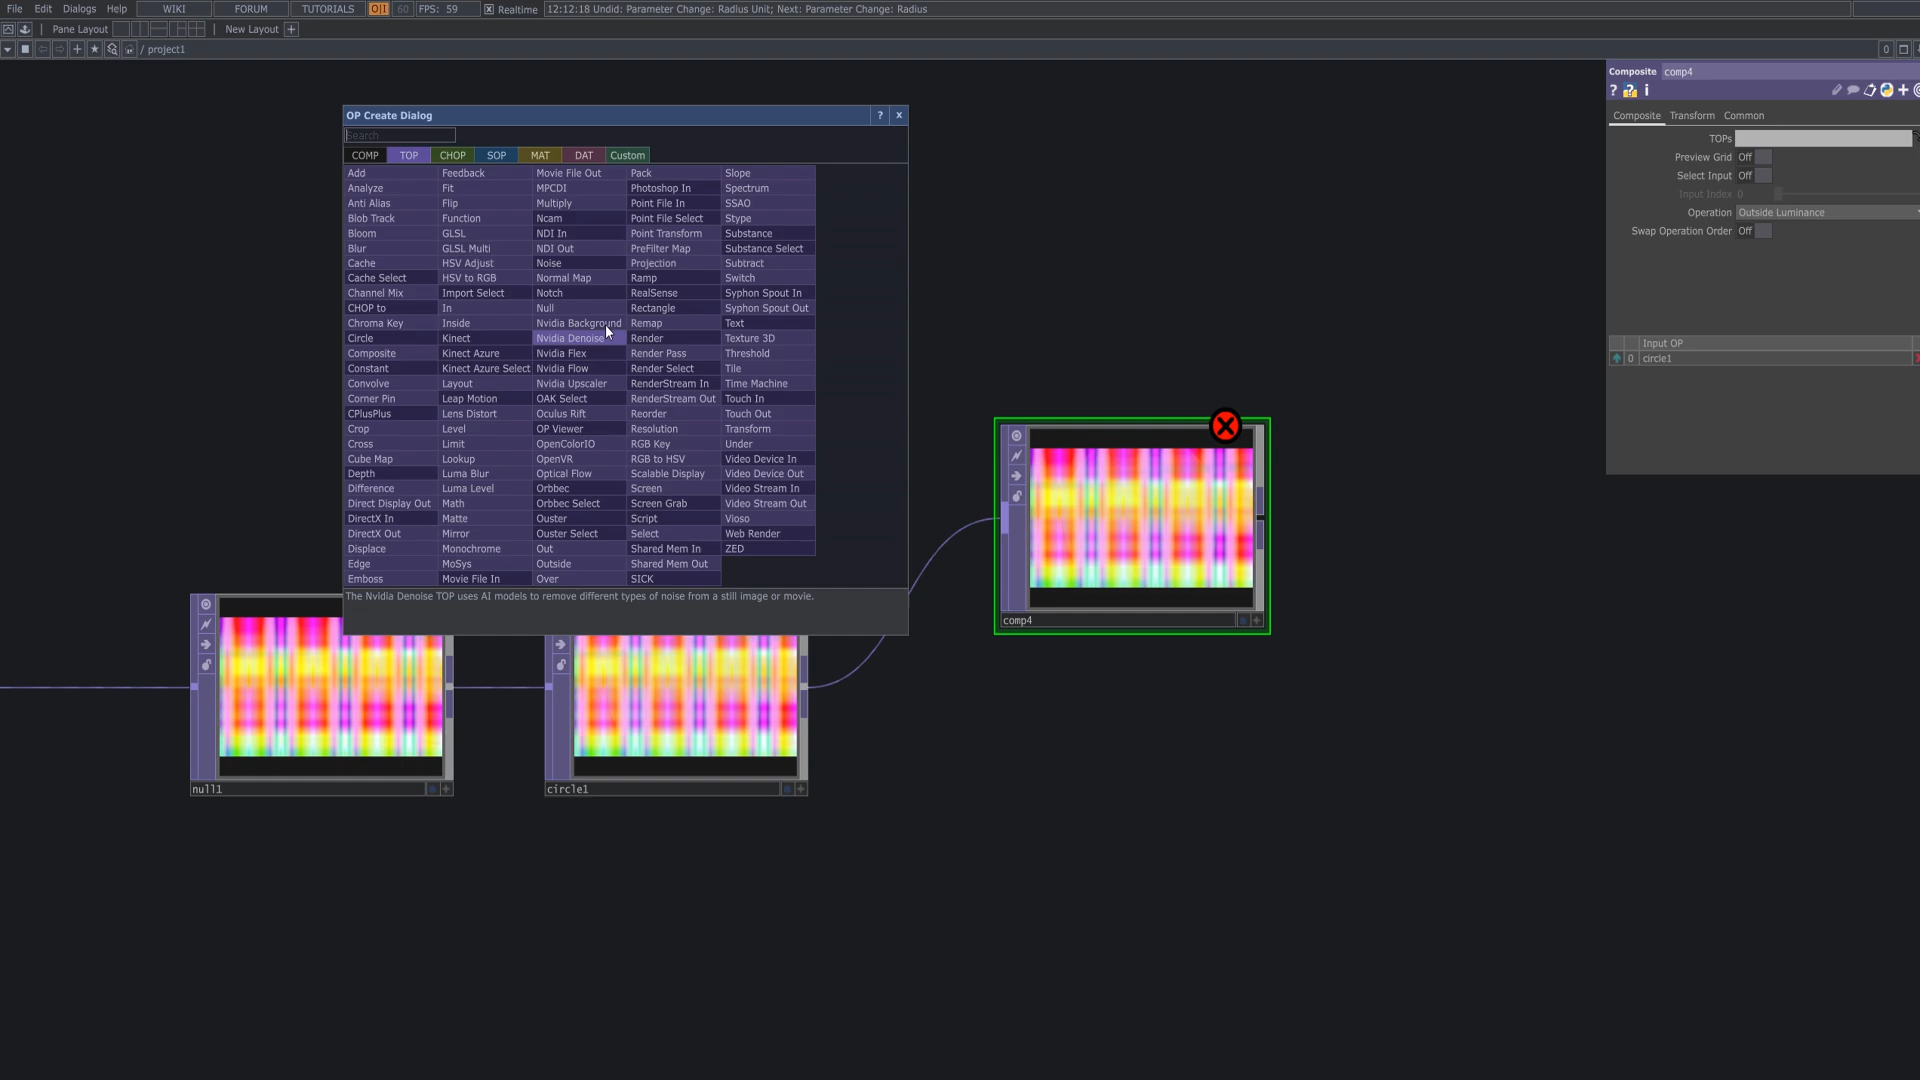 File Edit Dialogs Help WIKI FORUM TUTORIALS O|I 60 FPS: 59 Realtime 12:12:18 Undid: Parameter Change: Radius Unit; Next: Parameter Change: Radius
Pane Layout New Layout
/ project1 0
Composite comp4
Composite Transform Common
TOPs
Preview Grid Off
Select Input Off
Input Index 0
Operation Outside Luminance
Swap Operation Order Off
Input OP
0 circle1
OP Create Dialog ? x
Search
COMP TOP CHOP SOP MAT DAT Custom
Add Feedback Movie File Out Pack Slope
Analyze Fit MPCDI Photoshop In Spectrum
Anti Alias Flip Multiply Point File In SSAO
Blob Track Function Ncam Point File Select Stype
Bloom GLSL NDI In Point Transform Substance
Blur GLSL Multi NDI Out PreFilter Map Substance Select
Cache HSV Adjust Noise Projection Subtract
Cache Select HSV to RGB Normal Map Ramp Switch
Channel Mix Import Select Notch RealSense Syphon Spout In
CHOP to In Null Rectangle Syphon Spout Out
Chroma Key Inside Nvidia Background Remap Text
Circle Kinect Nvidia Denoise Render Texture 3D
Composite Kinect Azure Nvidia Flex Render Pass Threshold
Constant Kinect Azure Select Nvidia Flow Render Select Tile
Convolve Layout Nvidia Upscaler RenderStream In Time Machine
Corner Pin Leap Motion OAK Select RenderStream Out Touch In
CPlusPlus Lens Distort Oculus Rift Reorder Touch Out
Crop Level OP Viewer Resolution Transform
Cross Limit OpenColorIO RGB Key Under
Cube Map Lookup OpenVR RGB to HSV Video Device In
Depth Luma Blur Optical Flow Scalable Display Video Device Out
Difference Luma Level Orbbec Screen Video Stream In
Direct Display Out Math Orbbec Select Screen Grab Video Stream Out
DirectX In Matte Ouster Script Vioso
DirectX Out Mirror Ouster Select Select Web Render
Displace Monochrome Out Shared Mem In ZED
Edge MoSys Outside Shared Mem Out
Emboss Movie File In Over SICK
The Nvidia Denoise TOP uses AI models to remove different types of noise from a still image or movie.
comp4
null1
circle1